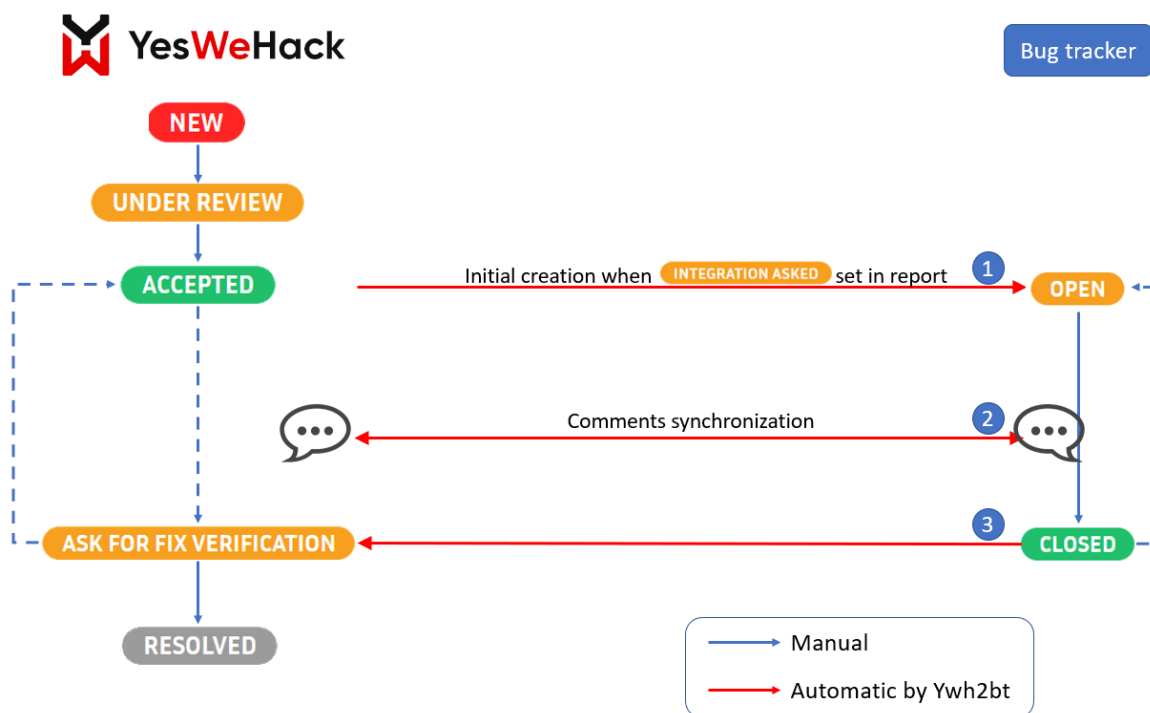 YesWeHack
Bug tracker
NEW
UNDER REVIEW
ACCEPTED
Initial creation when INTEGRATION ASKED set in report
1
OPEN
Comments synchronization
2
3
ASK FOR FIX VERIFICATION
CLOSED
RESOLVED
Manual
Automatic by Ywh2bt